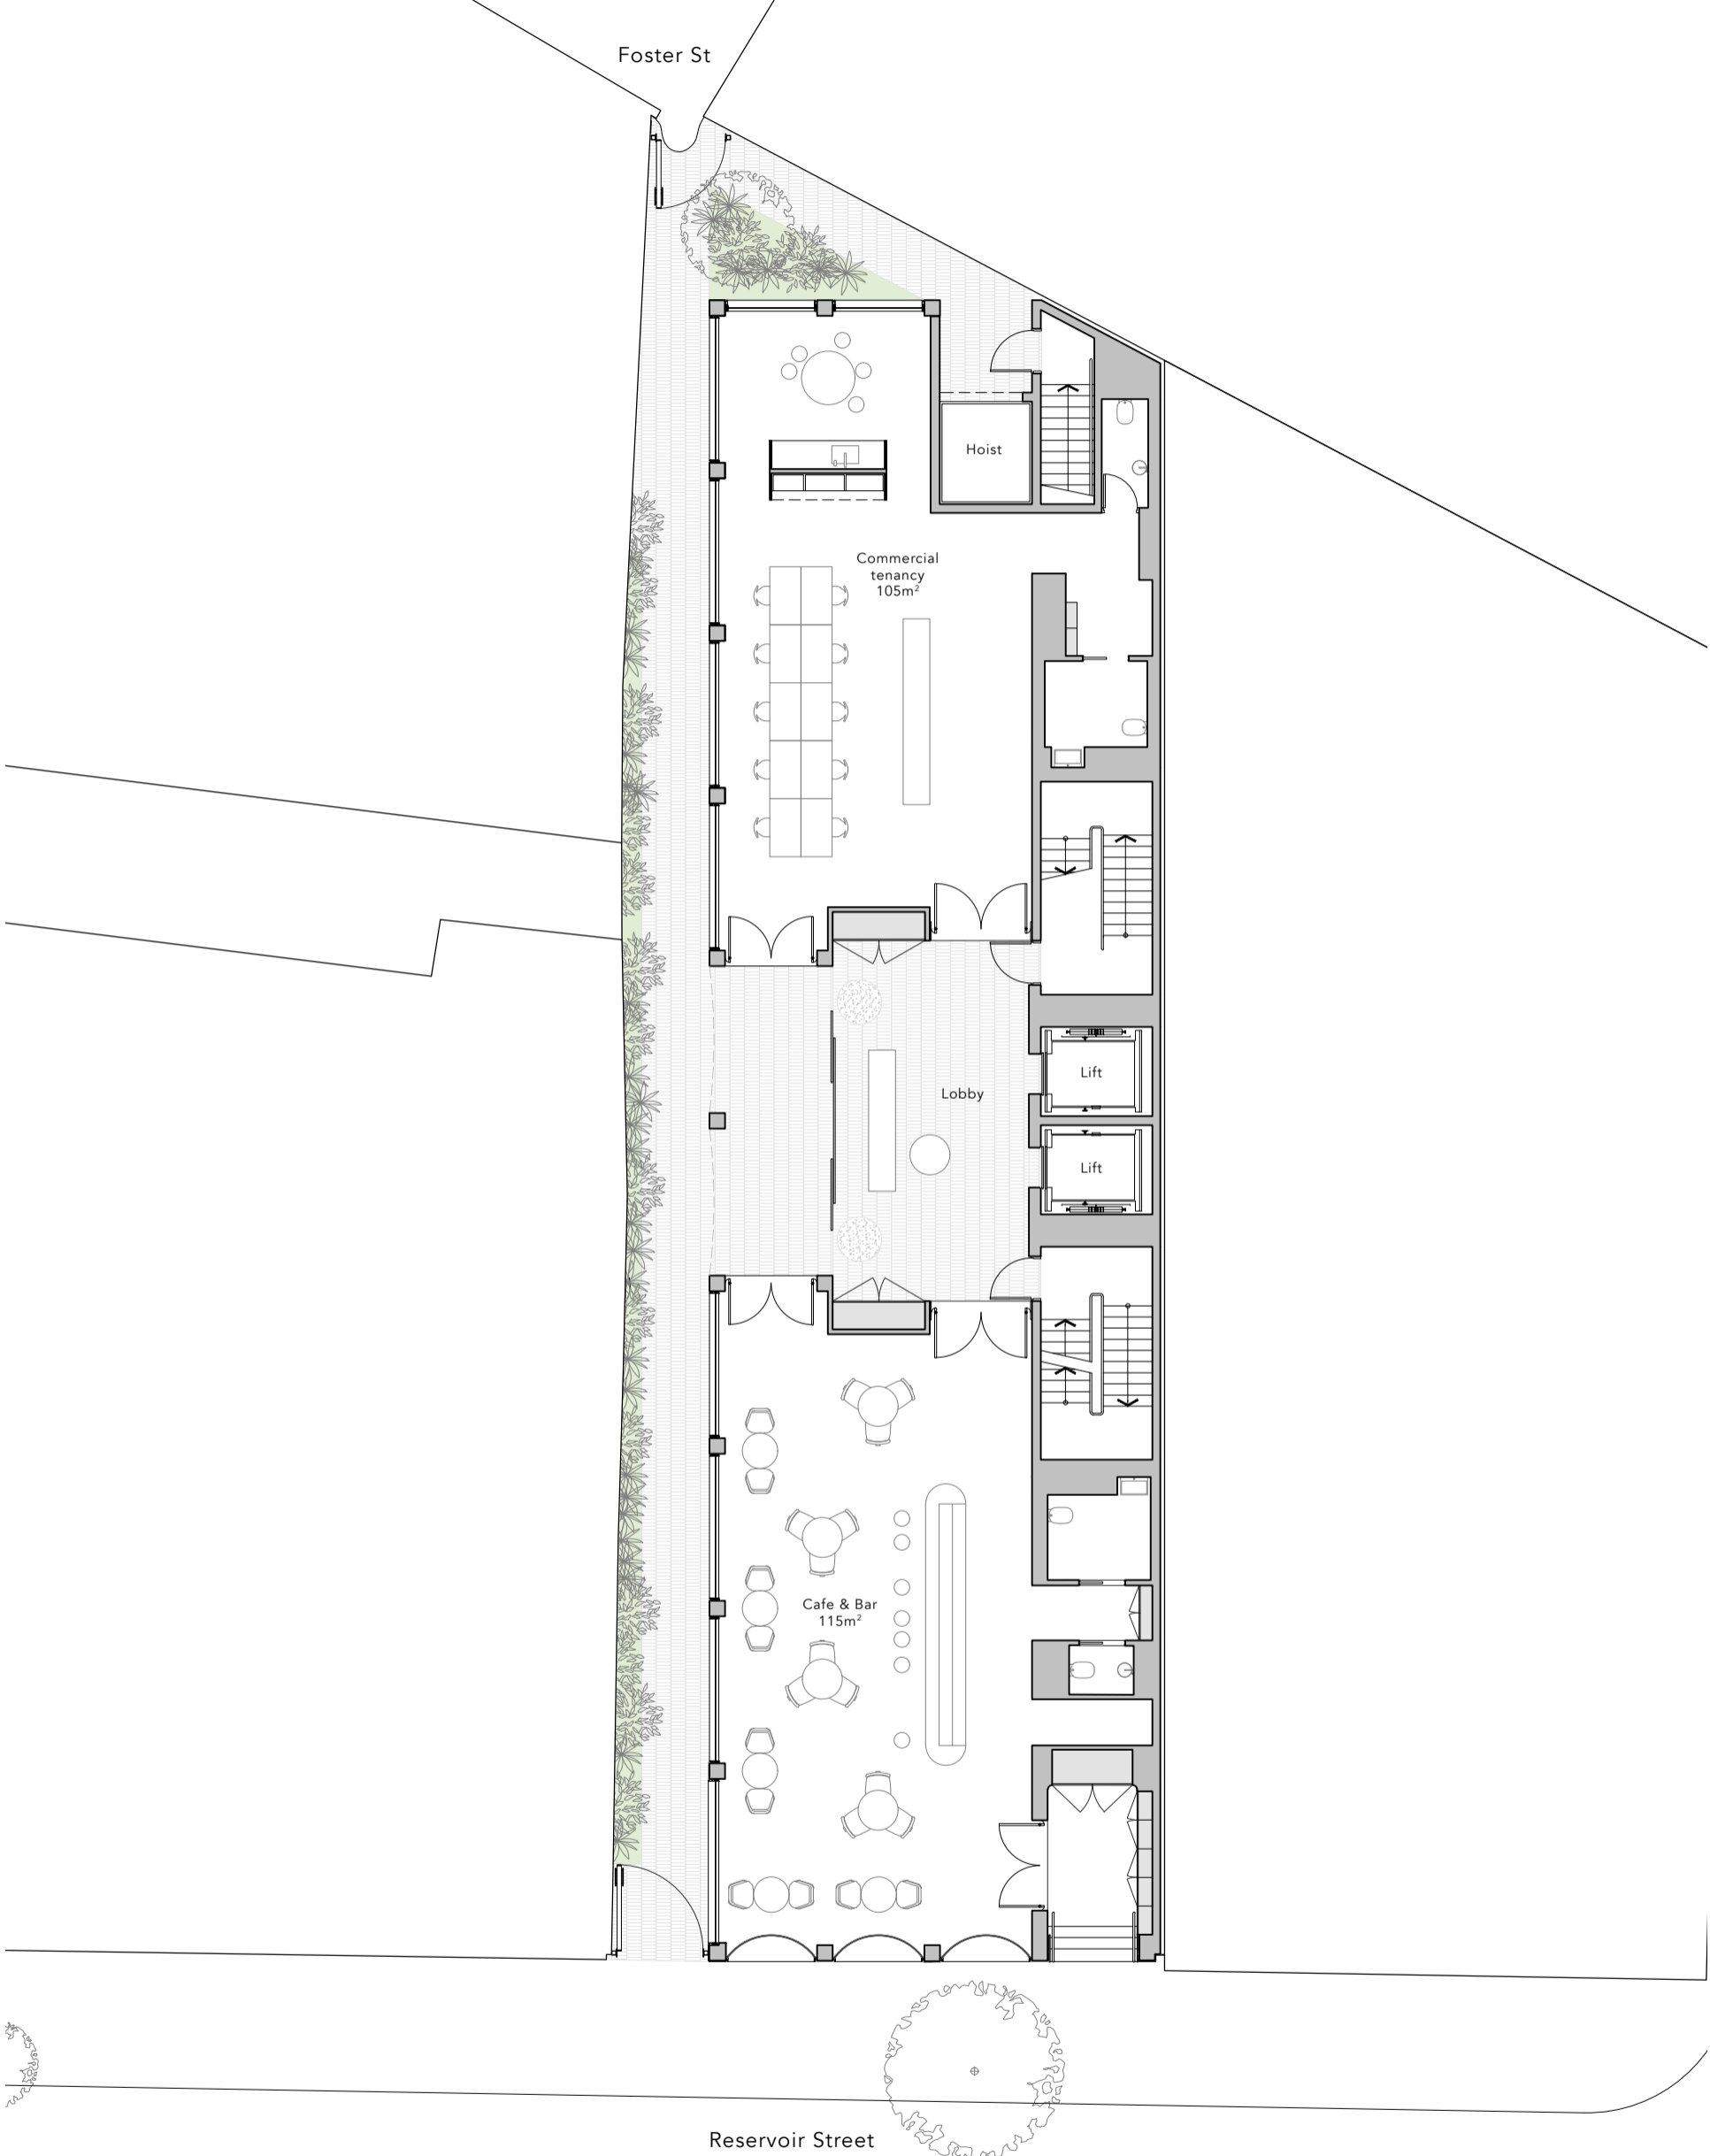 Foster St
Hoist
Commercial
tenancy
105m²
Lift
Lobby
Lift
Cafe & Bar
115m²
Reservoir Street